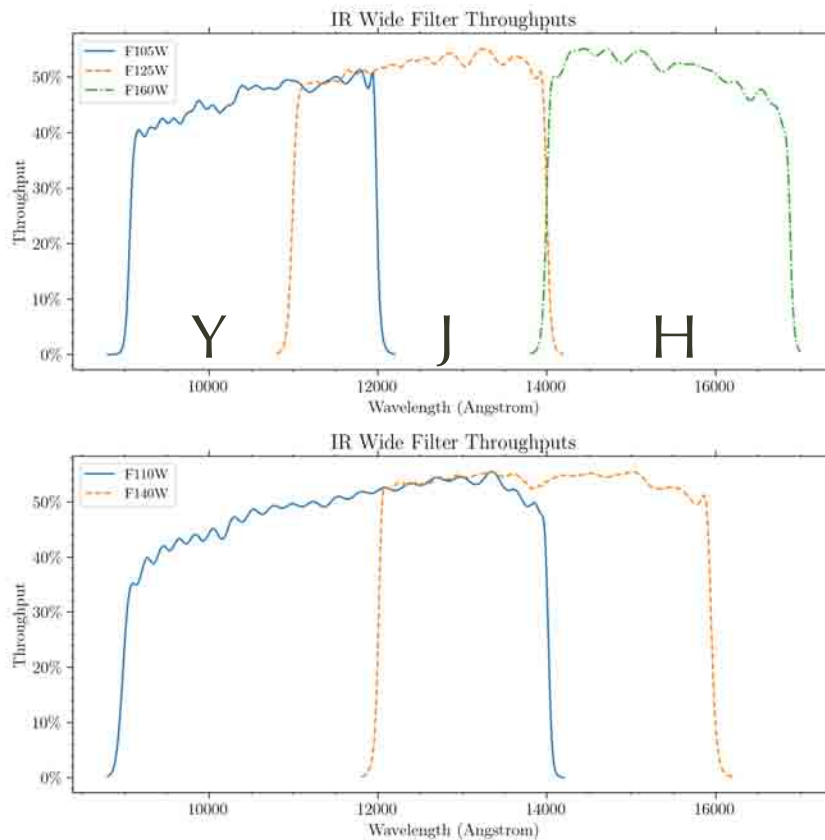 IR Wide Filter Throughputs
F105W
F125W
F160W
50%
40%
30%
20%
10%
0%
Throughput
Y J H
10000 12000 14000 16000
Wavelength (Angstrom)
IR Wide Filter Throughputs
F110W
F140W
50%
40%
30%
20%
10%
0%
Throughput
10000 12000 14000 16000
Wavelength (Angstrom)